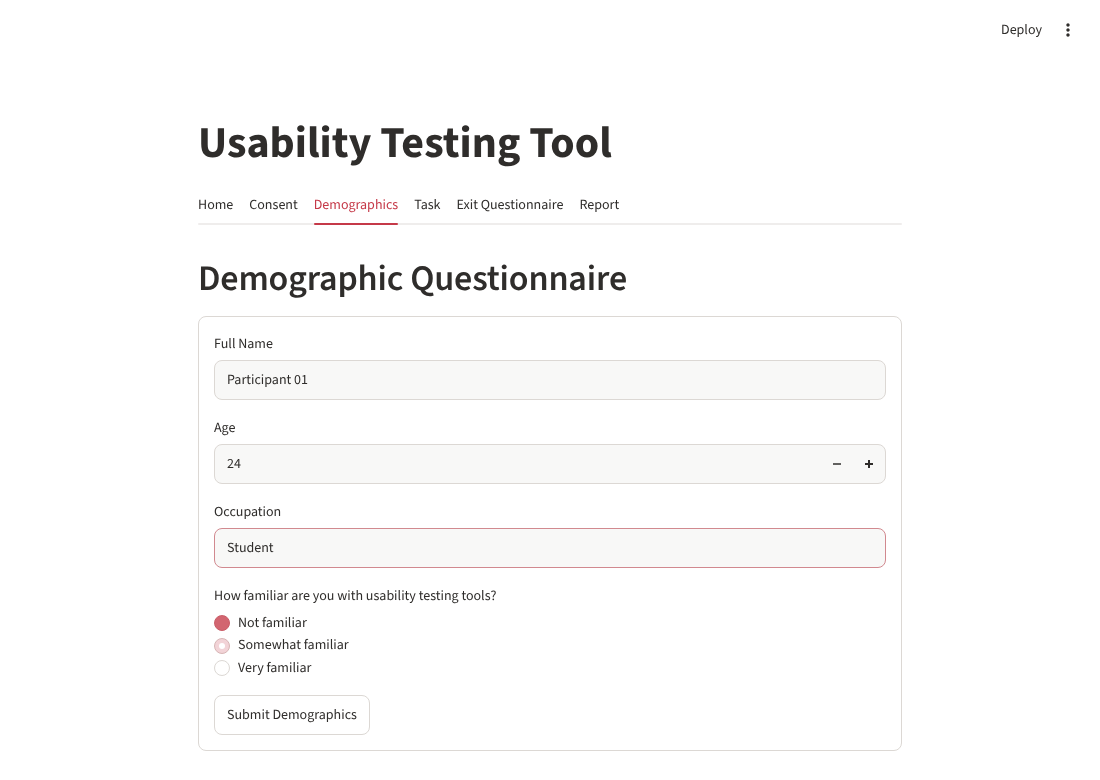 Deploy
Usability Testing Tool
Home Consent Demographics Task Exit Questionnaire Report
Demographic Questionnaire
Full Name
Participant 01
Age
24
Occupation
Student
How familiar are you with usability testing tools?
Not familiar
Somewhat familiar
Very familiar
Submit Demographics